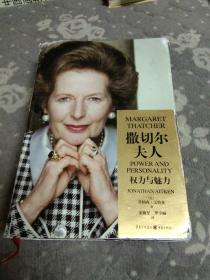 MARGARET
THATCHER
撒切尔
夫人
POWER AND
PERSONALITY
权力与魅力
JONATHAN AITKEN